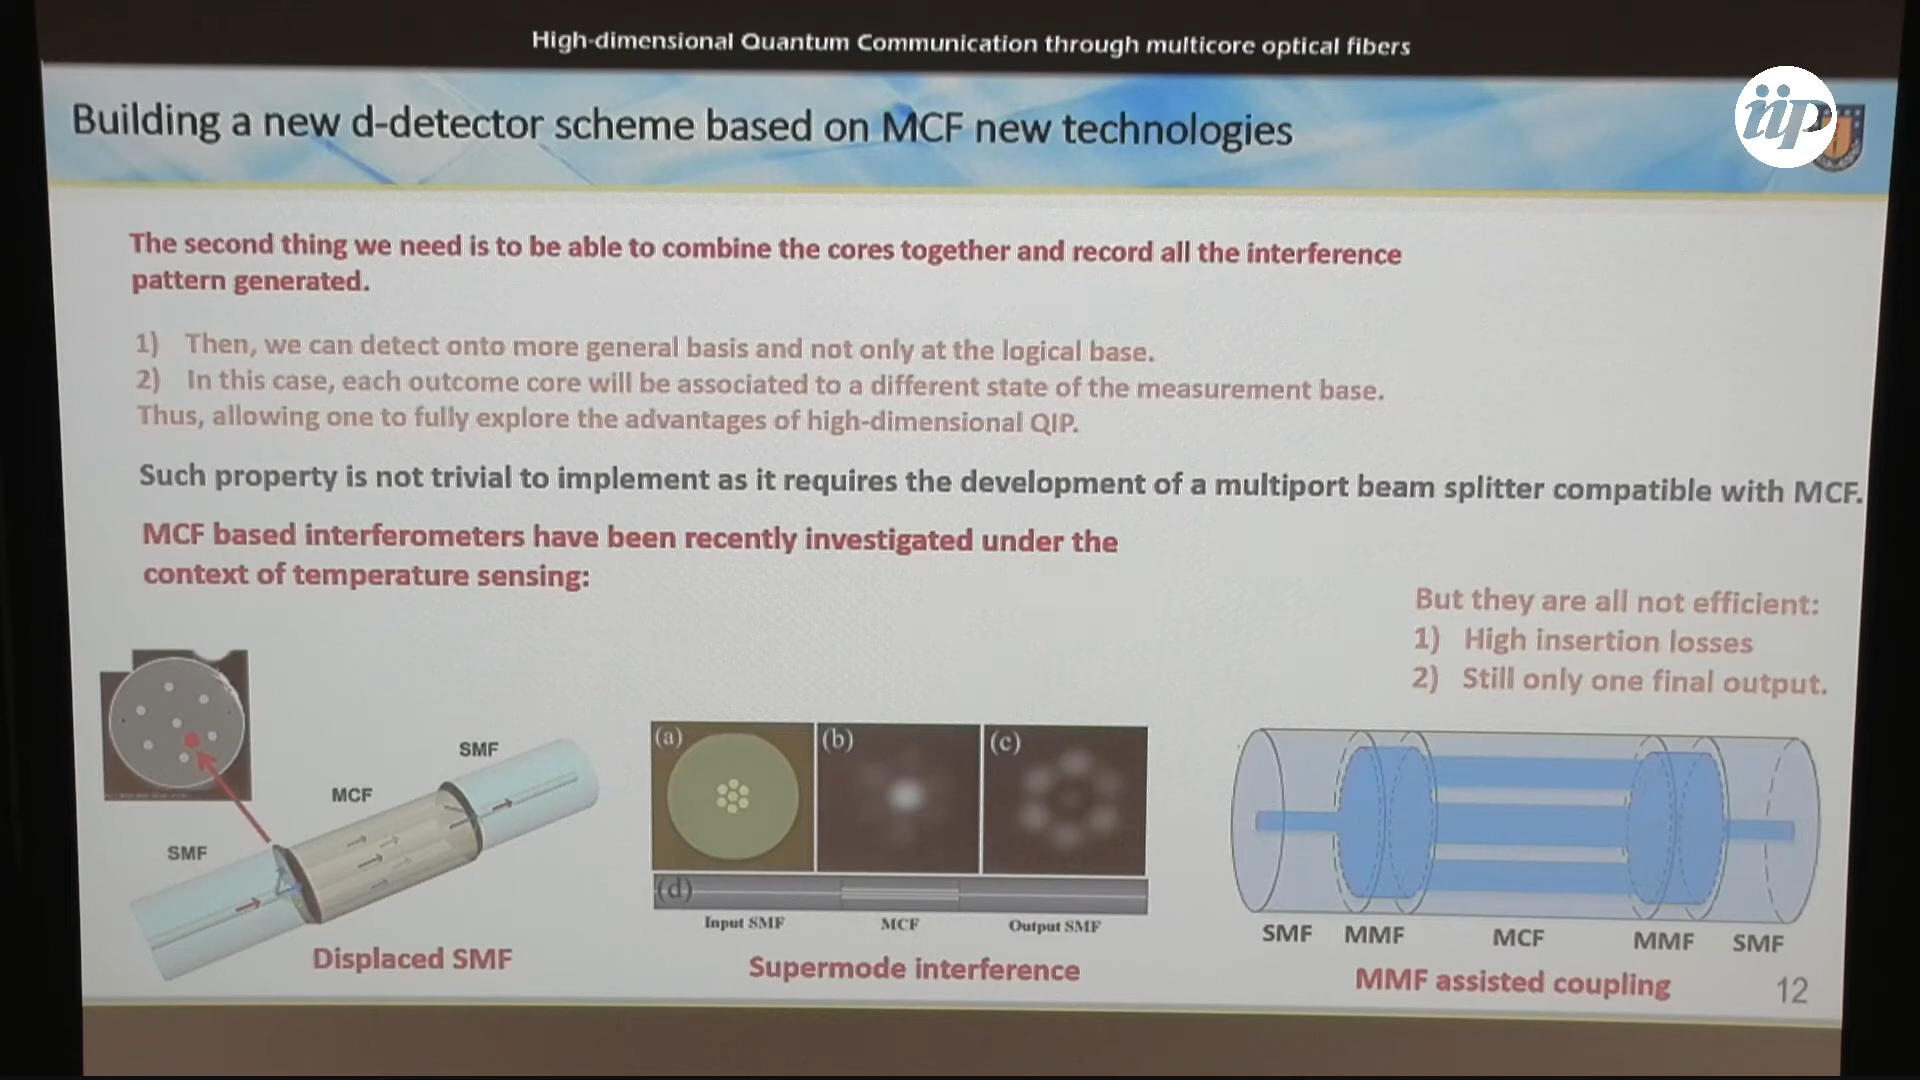 High-dimensional Quantum Communication through multicore optical fibers
iip
Building a new d-detector scheme based on MCF new technologies
The second thing we need is to be able to combine the cores together and record all the interference
pattern generated.
1) Then, we can detect onto more general basis and not only at the logical base.
2) In this case, each outcome core will be associated to a different state of the measurement base.
Thus, allowing one to fully explore the advantages of high-dimensional QIP.
Such property is not trivial to implement as it requires the development of a multiport beam splitter compatible with MCF.
MCF based interferometers have been recently investigated under the
context of temperature sensing:
But they are all not efficient:
1) High insertion losses
2) Still only one final output.
SMF
MCF
SMF
Displaced SMF
(a)
(b)
(c)
(d)
Input SMF
MCF
Output SMF
Supermode interference
SMF
MMF
MCF
MMF
SMF
MMF assisted coupling
12